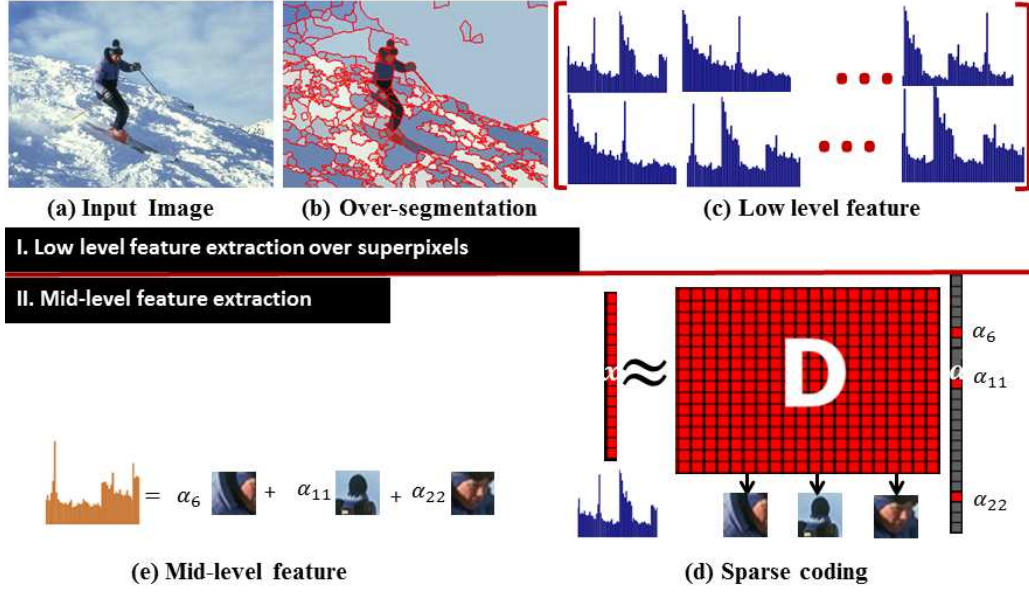 (a) Input Image
(b) Over-segmentation
(c) Low level feature
I. Low level feature extraction over superpixels
II. Mid-level feature extraction
x ≈ D α
α6
α11
α22
= α6 + α11 + α22
(e) Mid-level feature
(d) Sparse coding